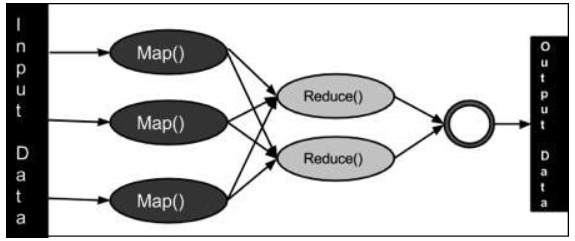 Input Data
Map()
Map()
Map()
Reduce()
Reduce()
Output Data